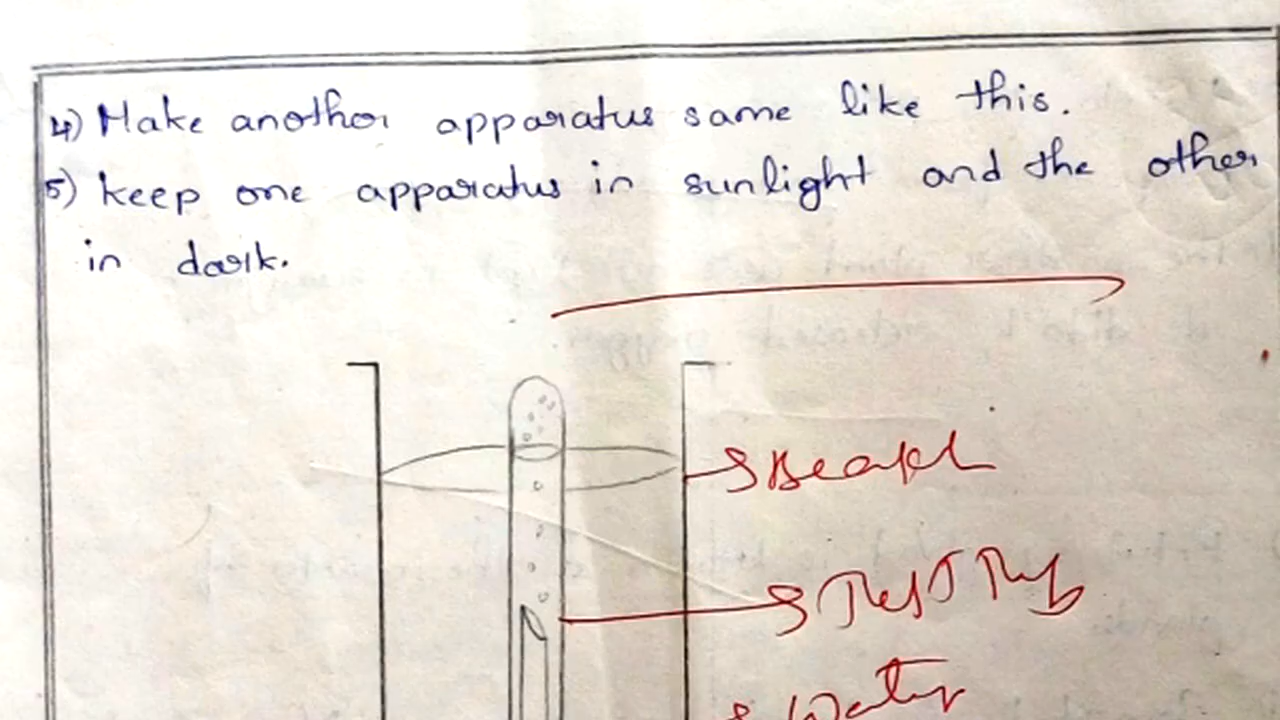 4) Make another apparatus same like this.
5) keep one apparatus in sunlight and the other
in dark.
Beaker
Test Tub
Water